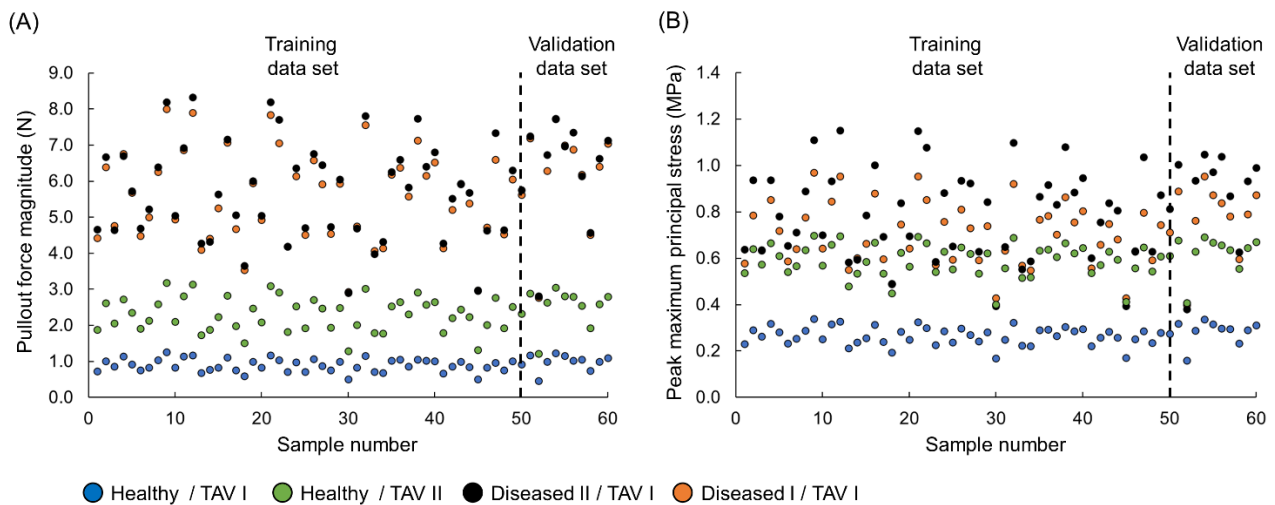 (A)
Training
data set
Validation
data set
9.0
8.0
7.0
6.0
5.0
4.0
3.0
2.0
1.0
0.0
Pullout force magnitude (N)
0 10 20 30 40 50 60
Sample number
(B)
Training
data set
Validation
data set
1.4
1.2
1.0
0.8
0.6
0.4
0.2
0.0
Peak maximum principal stress (MPa)
0 10 20 30 40 50 60
Sample number
Healthy / TAV I Healthy / TAV II Diseased II / TAV I Diseased I / TAV I